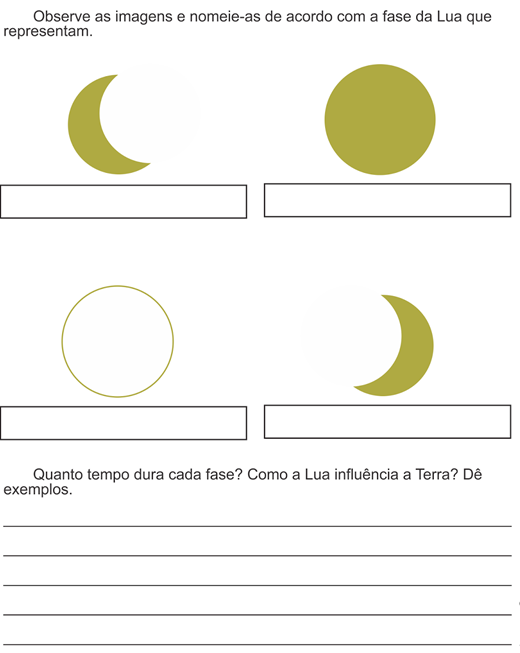 Observe as imagens e nomeie-as de acordo com a fase da Lua que
representam.
Quanto tempo dura cada fase? Como a Lua influência a Terra? Dê
exemplos.